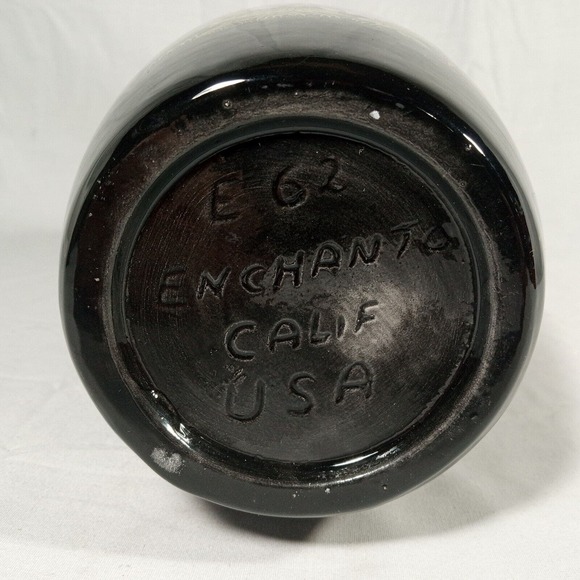 E 62
ENCHANTO
CALIF
USA